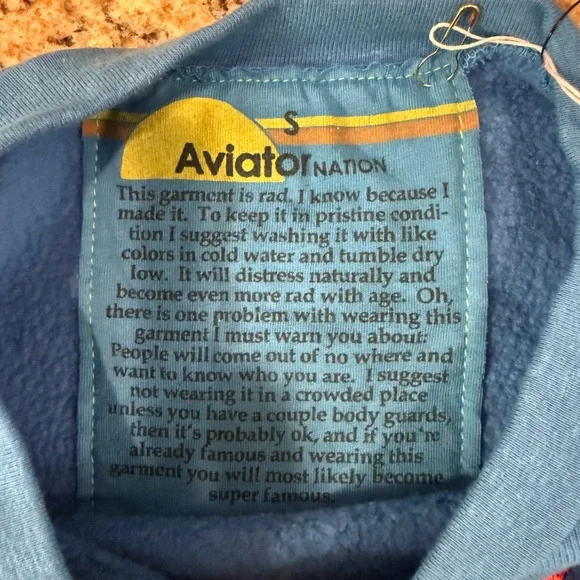 S
Aviator NATION
This garment is rad. I know because I
made it. To keep it in pristine condi-
tion I suggest washing it with like
colors in cold water and tumble dry
low. It will distress naturally and
become even more rad with age. Oh,
there is one problem with wearing this
garment I must warn you about:
People will come out of no where and
want to know who you are. I suggest
not wearing it in a crowded place
unless you have a couple body guards,
then it's probably ok, and if you're
already famous and wearing this
garment you will most likely become
super famous.